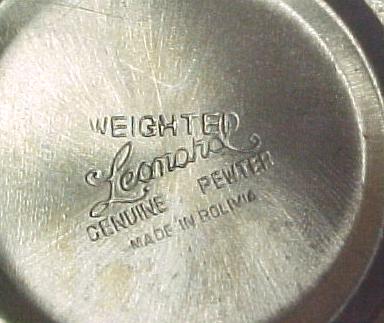 WEIGHTED
Leonard
GENUINE PEWTER
MADE IN BOLIVIA